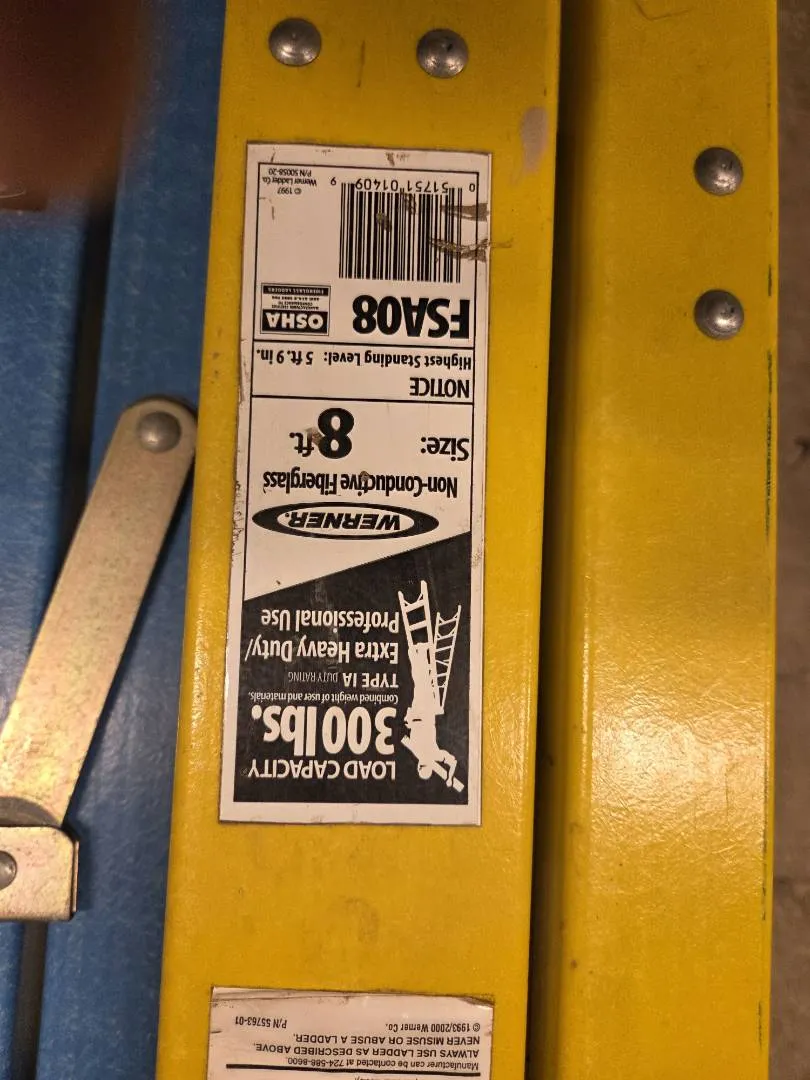 LOAD CAPACITY
300 lbs.
Combined weight of user and materials.
TYPE IA DUTY RATING
Extra Heavy Duty/
Professional Use
WERNER®
Non-Conductive Fiberglass
Size: 8 ft.
NOTICE
Highest Standing Level: 5 ft. 9 in.
FSA08
OSHA
FIBERGLASS LADDERS
0 51751 01409 9
© 1997
Werner Ladder Co.
P/N 50058-20
Manufacturer can be contacted at 724-588-8600.
ALWAYS USE LADDER AS DESCRIBED ABOVE.
NEVER MISUSE OR ABUSE A LADDER.
© 1993/2000 Werner Co.
P/N 55763-01